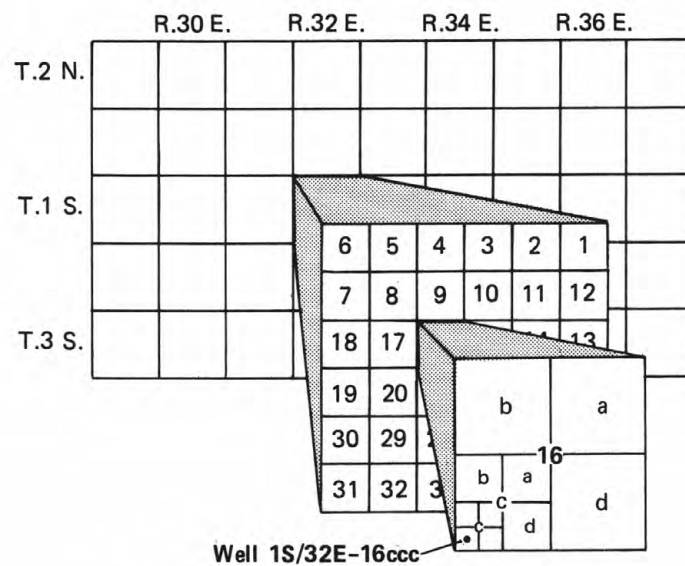 R.30 E. R.32 E. R.34 E. R.36 E.
T.2 N.
T.1 S.
6 5 4 3 2 1
7 8 9 10 11 12
T.3 S.
18 17 13
b a
19 20
16
30 29
b a
c d
31 32 3
d
c
Well 1S/32E-16ccc